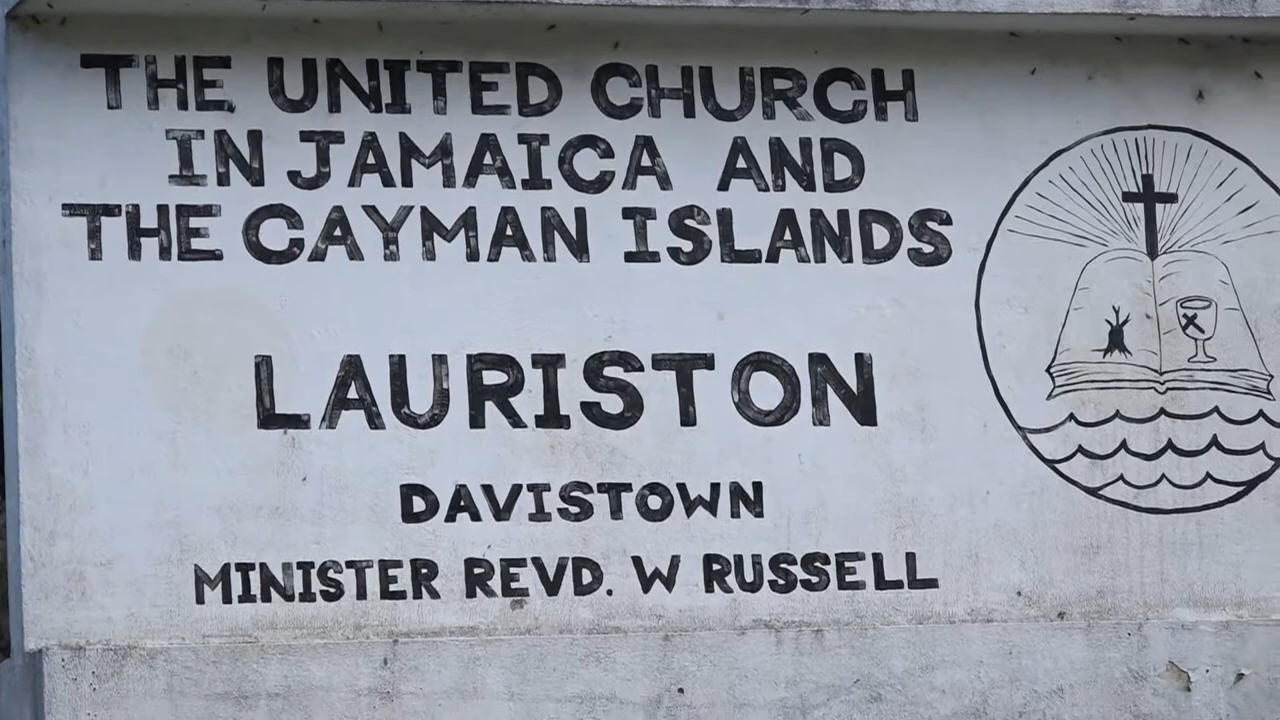 THE UNITED CHURCH
IN JAMAICA AND
THE CAYMAN ISLANDS
LAURISTON
DAVISTOWN
MINISTER REVD. W RUSSELL